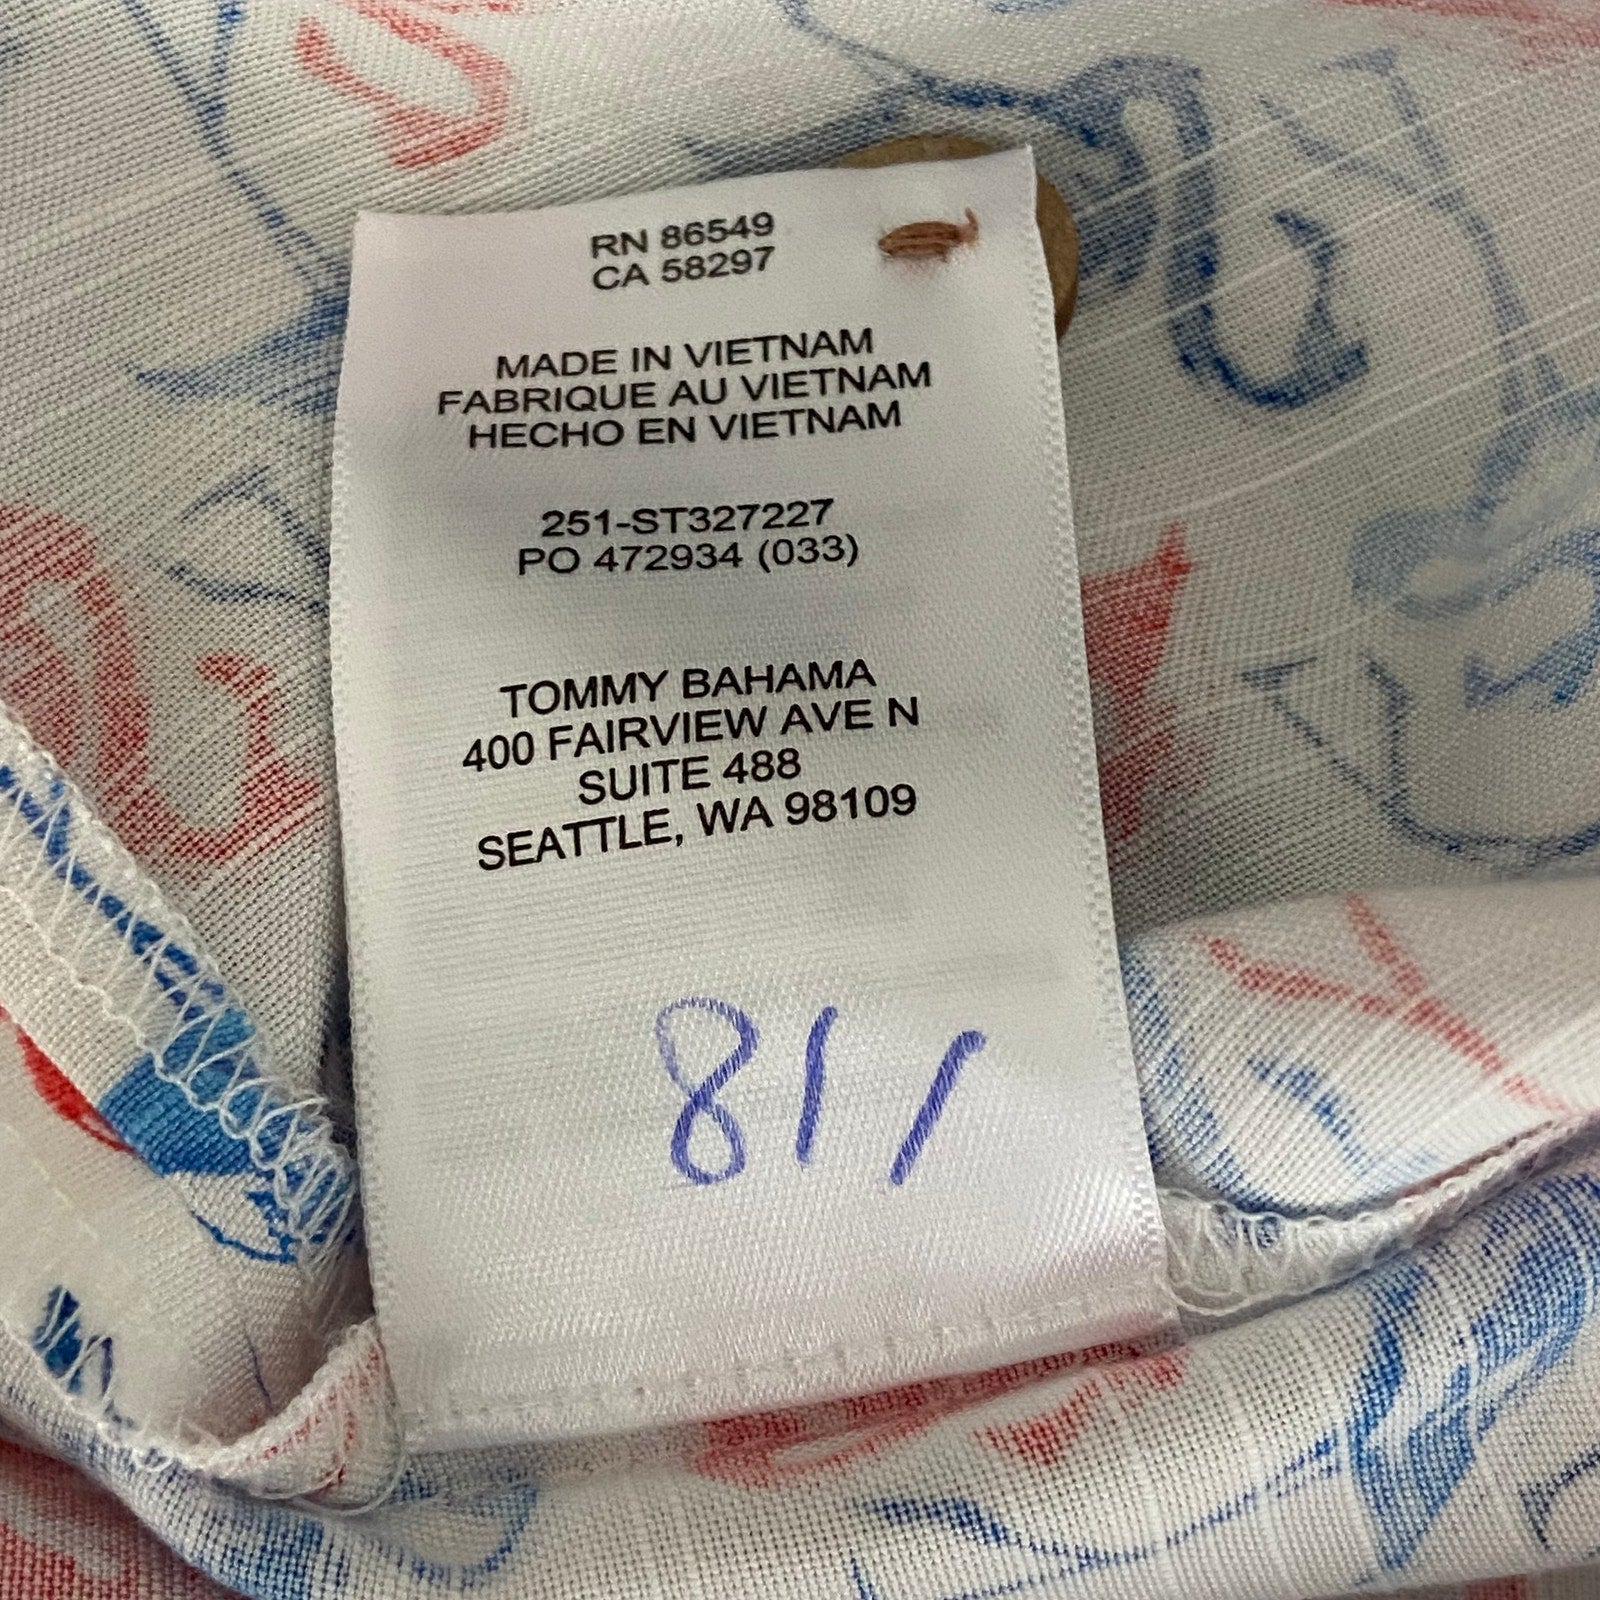 RN 86549
CA 58297
MADE IN VIETNAM
FABRIQUE AU VIETNAM
HECHO EN VIETNAM
251-ST327227
PO 472934 (033)
TOMMY BAHAMA
400 FAIRVIEW AVE N
SUITE 488
SEATTLE, WA 98109
811